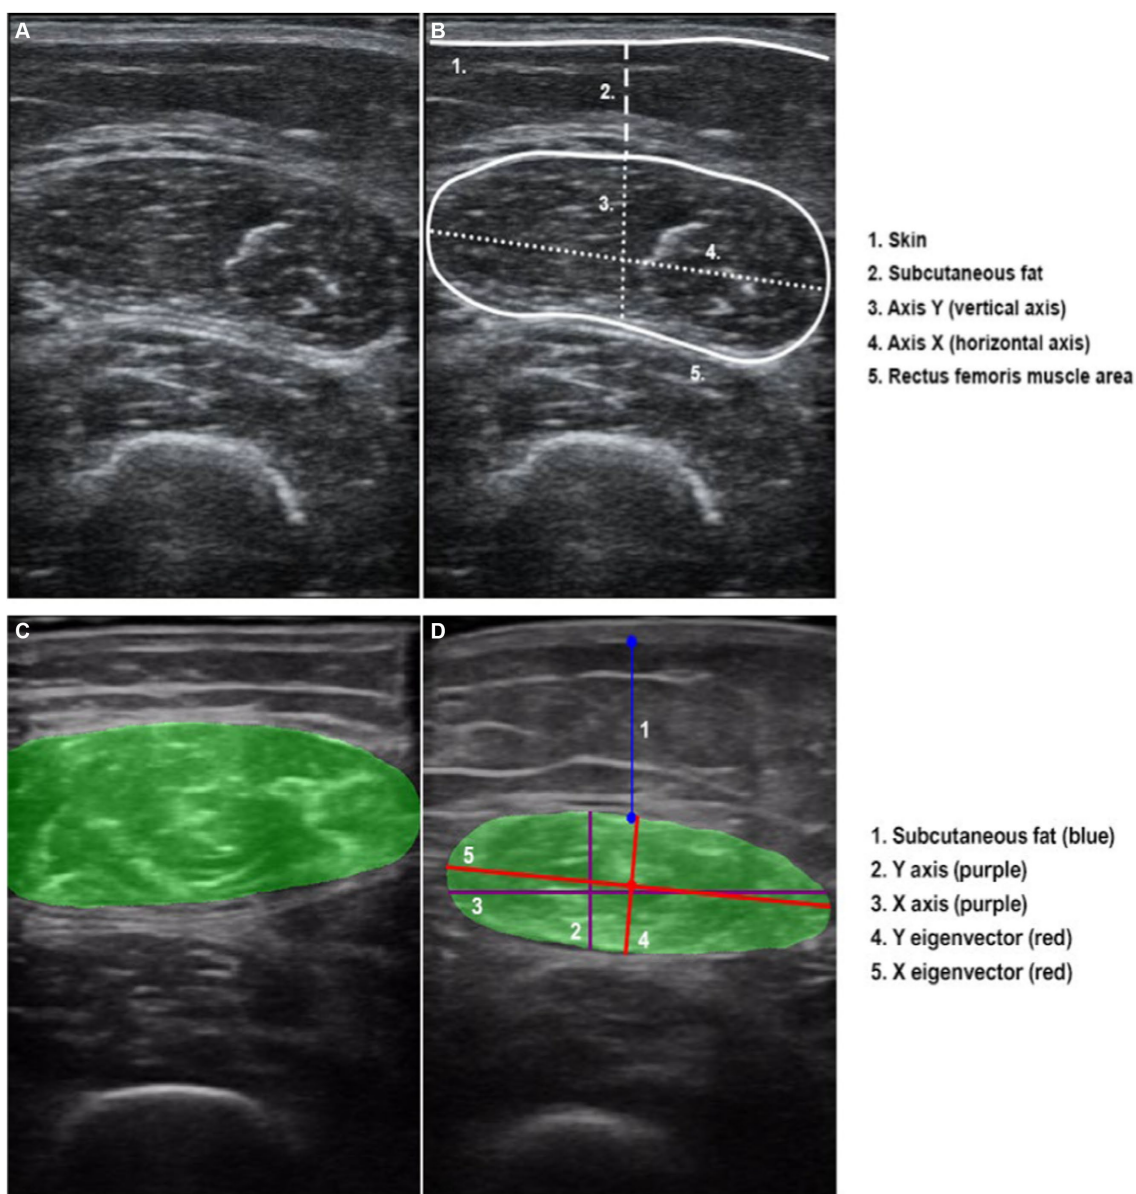 A
B
1.
2.
3.
4.
5.
1. Skin
2. Subcutaneous fat
3. Axis Y (vertical axis)
4. Axis X (horizontal axis)
5. Rectus femoris muscle area
C
D
1
5
3
2
4
1. Subcutaneous fat (blue)
2. Y axis (purple)
3. X axis (purple)
4. Y eigenvector (red)
5. X eigenvector (red)